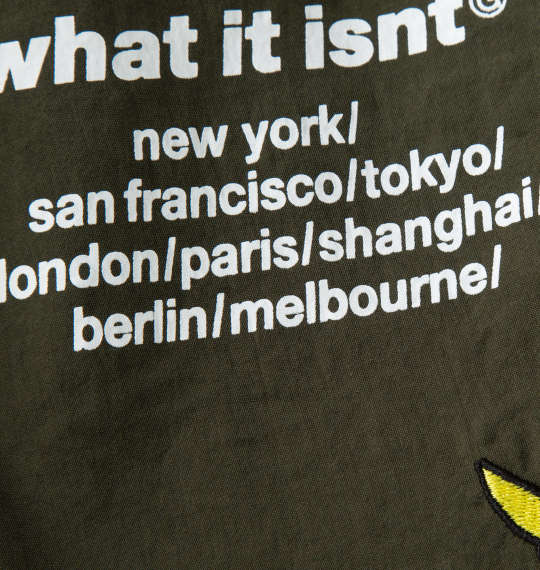 what it isnt©
new york/
san francisco/tokyo/
london/paris/shanghai/
berlin/melbourne/